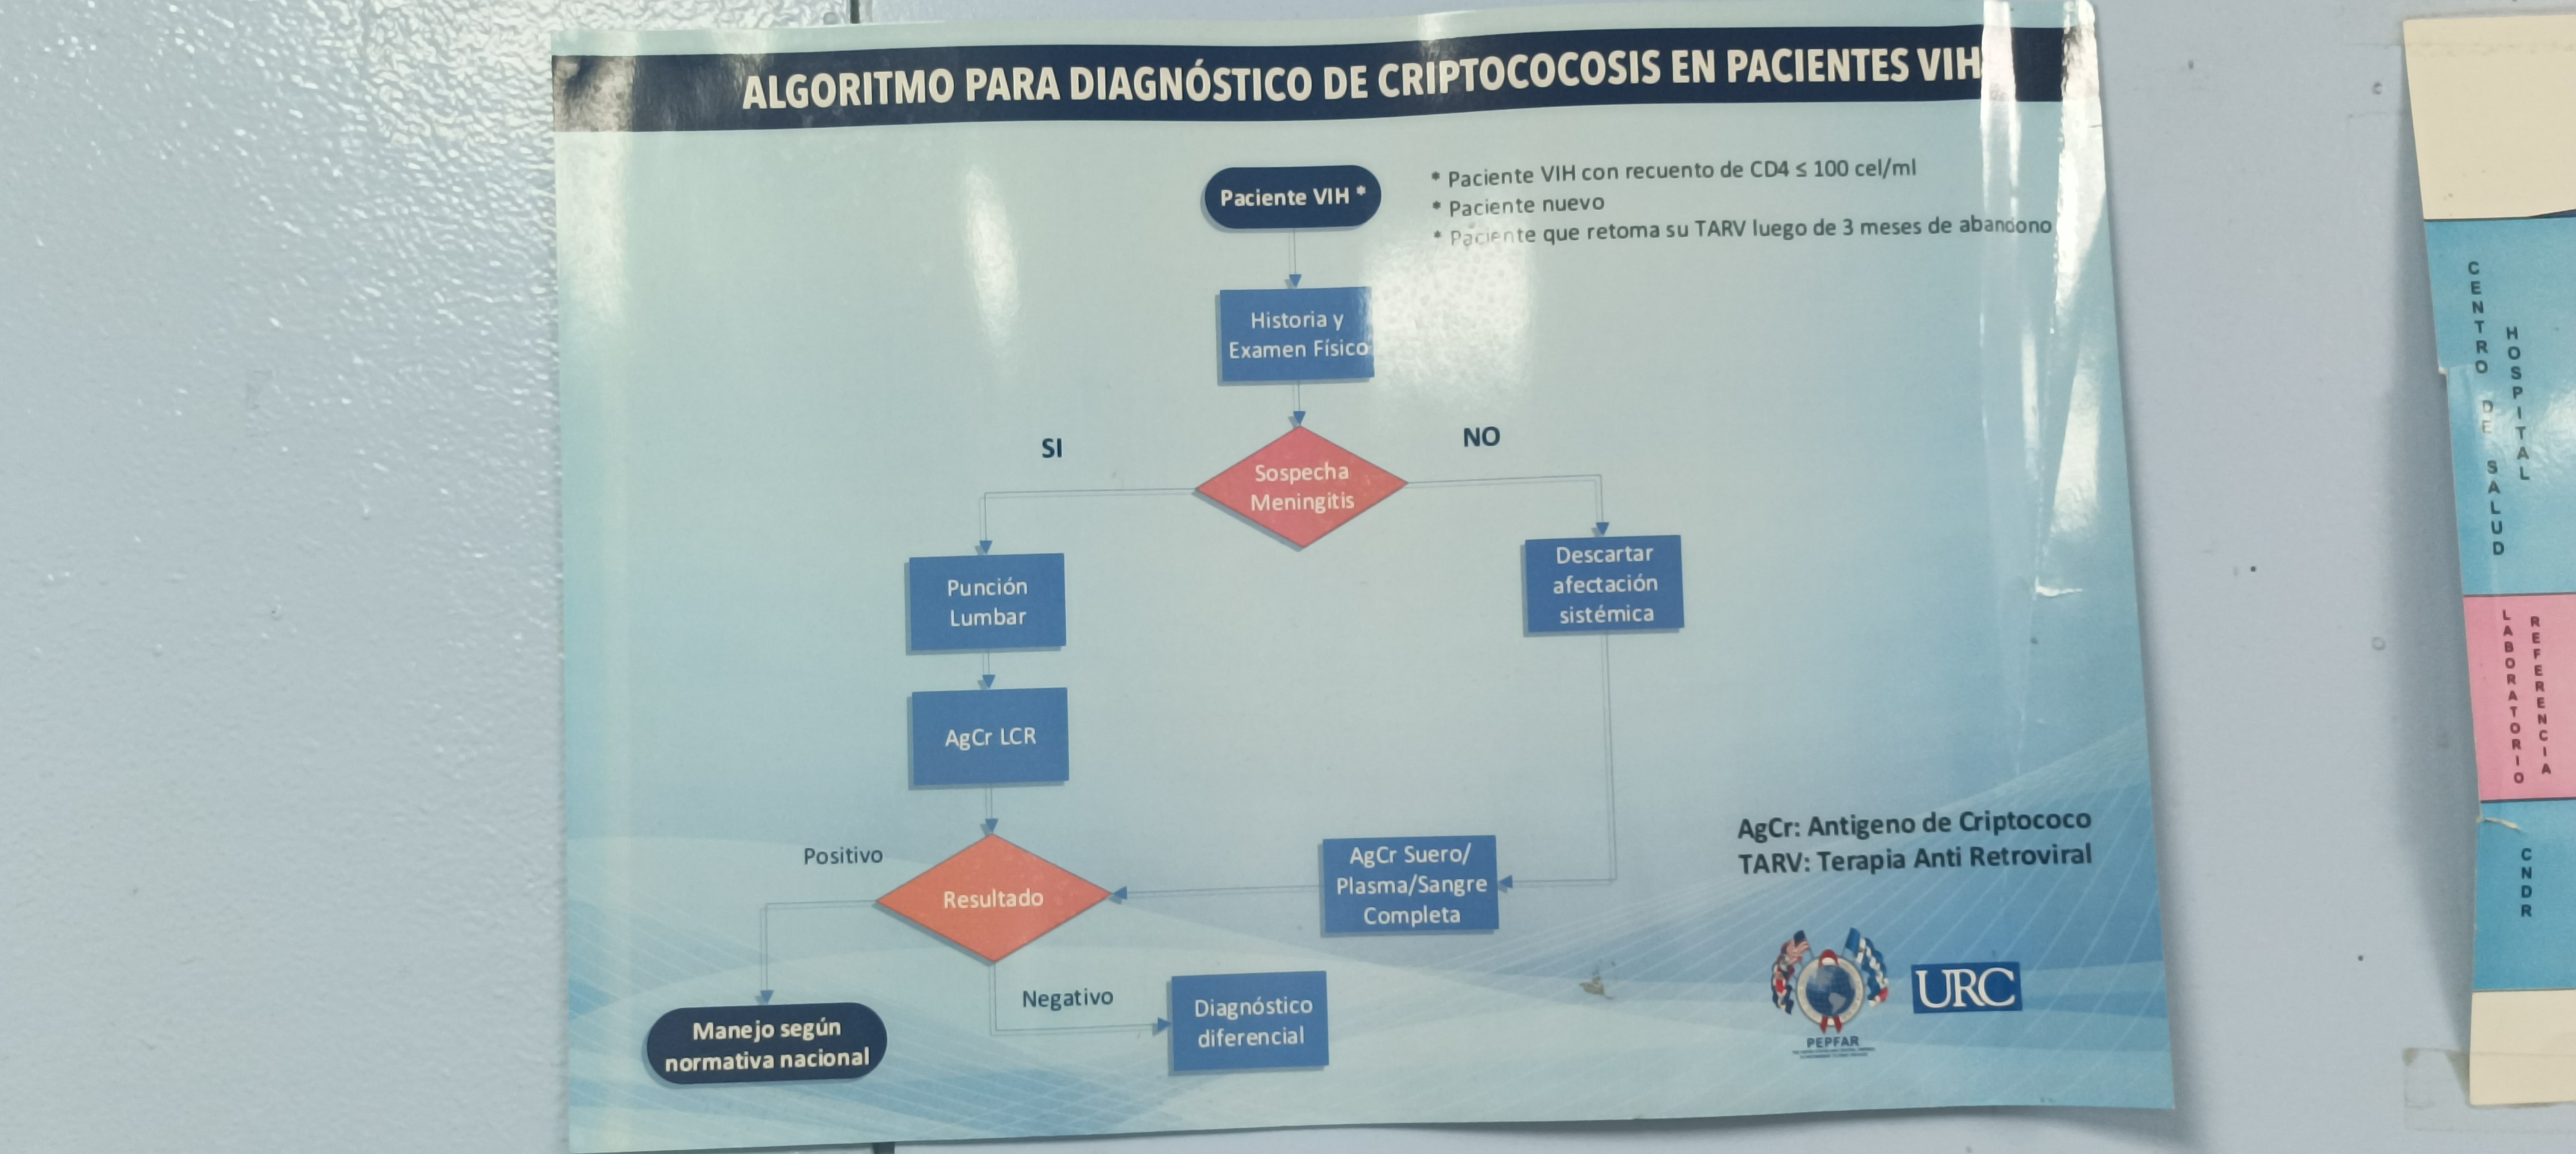 ALGORITMO PARA DIAGNÓSTICO DE CRIPTOCOCOSIS EN PACIENTES VIH
Paciente VIH *
* Paciente VIH con recuento de CD4 ≤ 100 cel/ml
* Paciente nuevo
* Paciente que retoma su TARV luego de 3 meses de abandono
Historia y
Examen Físico
Sospecha
Meningitis
SI
NO
Punción
Lumbar
Descartar
afectación
sistémica
AgCr LCR
AgCr Suero/
Plasma/Sangre
Completa
Resultado
Positivo
Negativo
Manejo según
normativa nacional
Diagnóstico
diferencial
AgCr: Antigeno de Criptococo
TARV: Terapia Anti Retroviral
PEPFAR
URC
CENTRO DE SALUD
HOSPITAL
LABORATORIO
REFERENCIA
CNDR